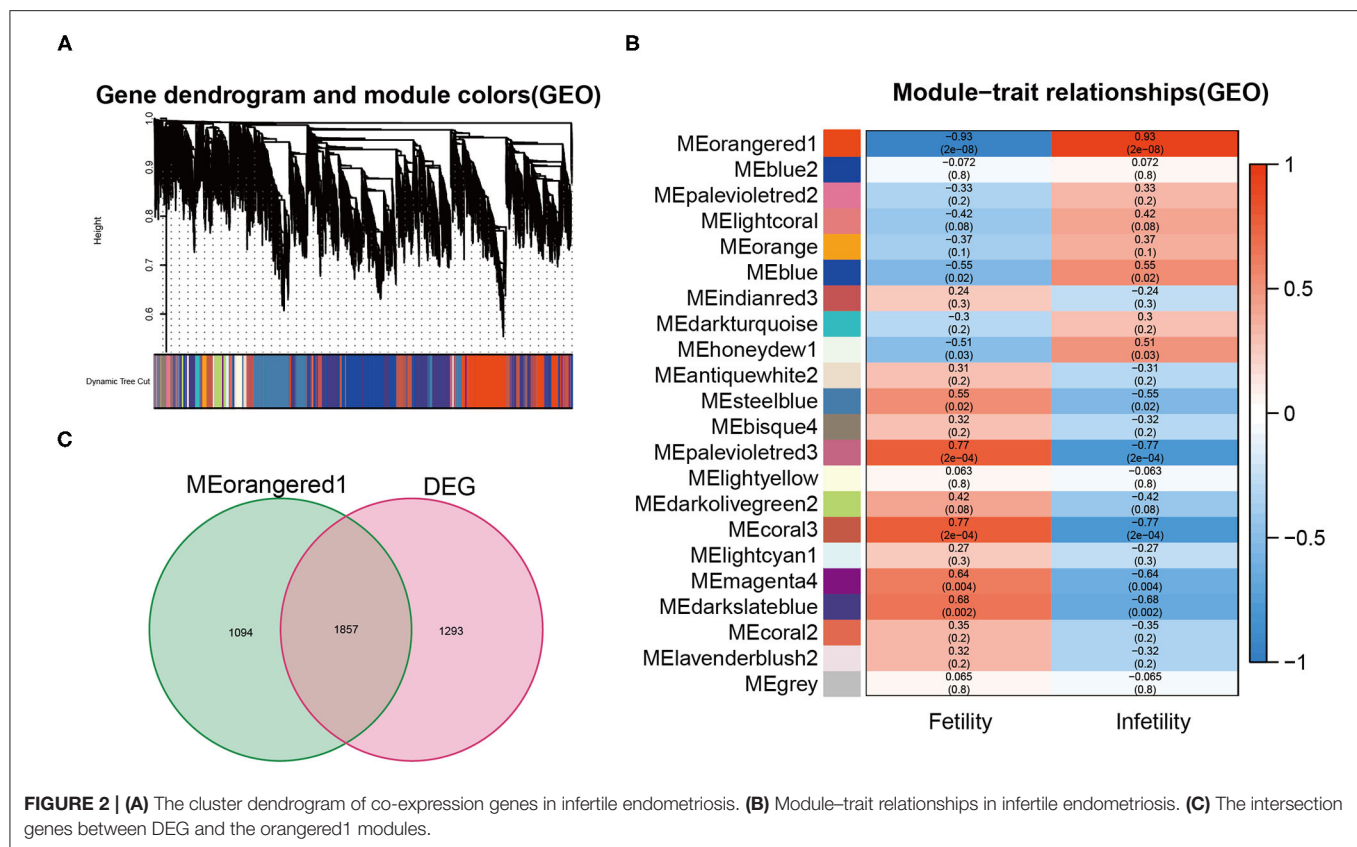 A
Gene dendrogram and module colors(GEO)
Height
1.0
0.9
0.8
0.7
0.6
Dynamic Tree Cut
B
Module–trait relationships(GEO)
MEorangered1 −0.93 0.93
(2e−08) (2e−08)
MEblue2 −0.072 0.072
(0.8) (0.8)
MEpalevioletred2 −0.33 0.33
(0.2) (0.2)
MElightcoral −0.42 0.42
(0.08) (0.08)
MEorange −0.37 0.37
(0.1) (0.1)
MEblue −0.55 0.55
(0.02) (0.02)
MEindianred3 0.24 −0.24
(0.3) (0.3)
MEdarkturquoise −0.3 0.3
(0.2) (0.2)
MEhoneydew1 −0.51 0.51
(0.03) (0.03)
MEantiquewhite2 0.31 −0.31
(0.2) (0.2)
MEsteelblue 0.55 −0.55
(0.02) (0.02)
MEbisque4 0.32 −0.32
(0.2) (0.2)
MEpalevioletred3 0.77 −0.77
(2e−04) (2e−04)
MElightyellow 0.063 −0.063
(0.8) (0.8)
MEdarkolivegreen2 0.42 −0.42
(0.08) (0.08)
MEcoral3 0.77 −0.77
(2e−04) (2e−04)
MElightcyan1 0.27 −0.27
(0.3) (0.3)
MEmagenta4 0.64 −0.64
(0.004) (0.004)
MEdarkslateblue 0.68 −0.68
(0.002) (0.002)
MEcoral2 0.35 −0.35
(0.2) (0.2)
MElavenderblush2 0.32 −0.32
(0.2) (0.2)
MEgrey 0.065 −0.065
(0.8) (0.8)
Fetility Infetility
1
0.5
0
−0.5
−1
C
MEorangered1 DEG
1094 1857 1293
FIGURE 2 | (A) The cluster dendrogram of co-expression genes in infertile endometriosis. (B) Module–trait relationships in infertile endometriosis. (C) The intersection
genes between DEG and the orangered1 modules.